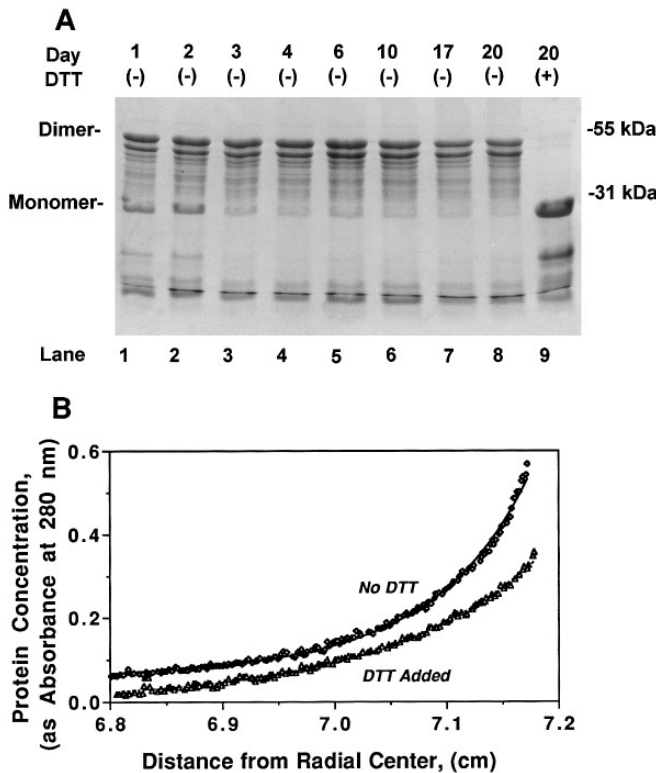 A
Day 1 2 3 4 6 10 17 20 20
DTT (-) (-) (-) (-) (-) (-) (-) (-) (+)
Dimer- -55 kDa
Monomer- -31 kDa
Lane 1 2 3 4 5 6 7 8 9
B
Protein Concentration,
(as Absorbance at 280 nm)
0.6
0.4
No DTT
0.2
DTT Added
0.0
6.8 6.9 7.0 7.1 7.2
Distance from Radial Center, (cm)